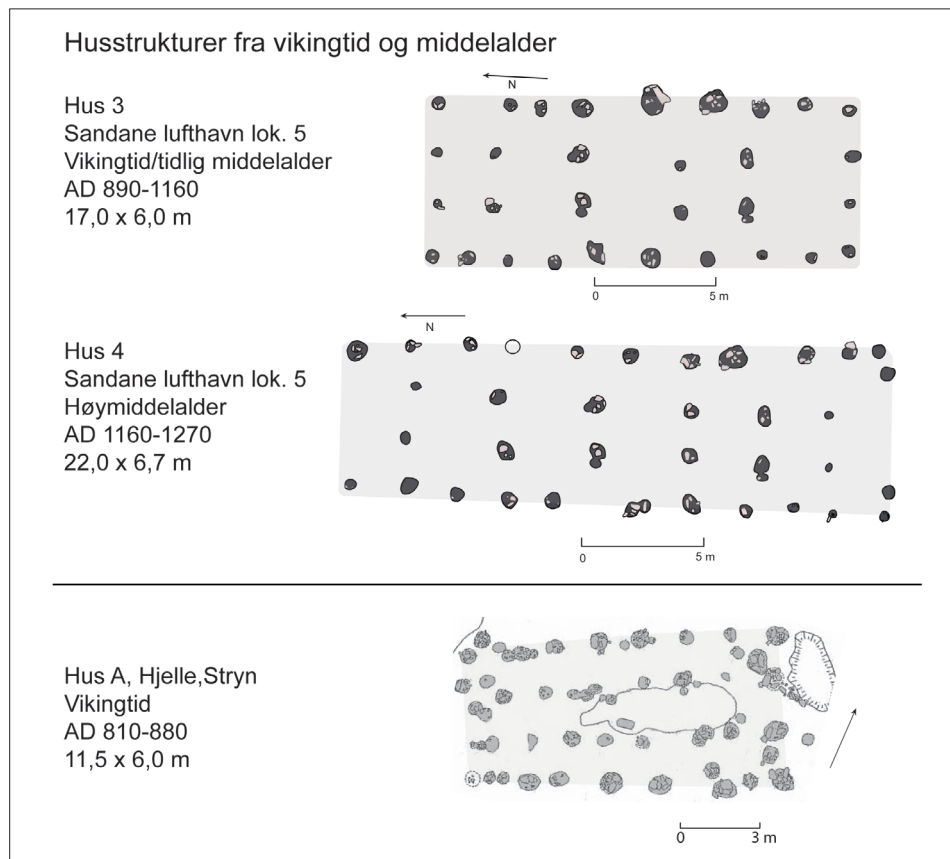 Husstrukturer fra vikingtid og middelalder
Hus 3
Sandane lufthavn lok. 5
Vikingtid/tidlig middelalder
AD 890-1160
17,0 x 6,0 m
N
0 5 m
Hus 4
Sandane lufthavn lok. 5
Høymiddelalder
AD 1160-1270
22,0 x 6,7 m
N
0 5 m
Hus A, Hjelle,Stryn
Vikingtid
AD 810-880
11,5 x 6,0 m
0 3 m